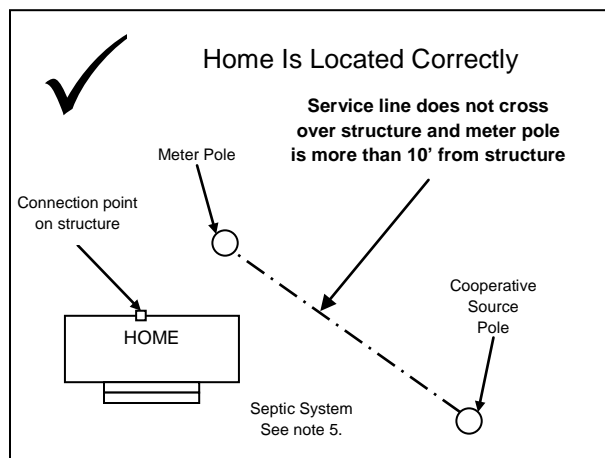 Home Is Located Correctly
Service line does not cross
over structure and meter pole
is more than 10' from structure
Meter Pole
Connection point
on structure
Cooperative
Source
Pole
HOME
Septic System
See note 5.